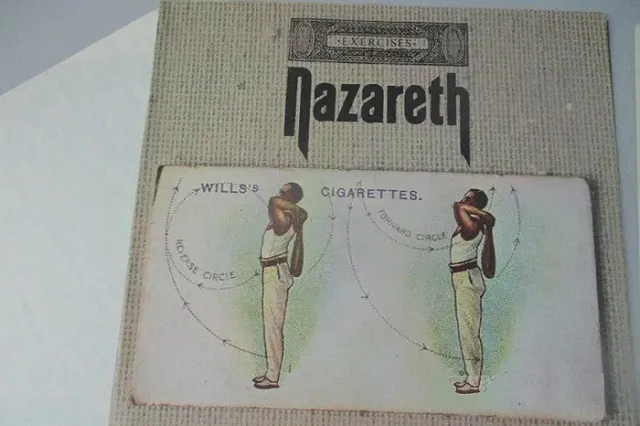 ·EXERCISES·
nazareth
WILLS'S CIGARETTES.
REVERSE CIRCLE
FORWARD CIRCLE